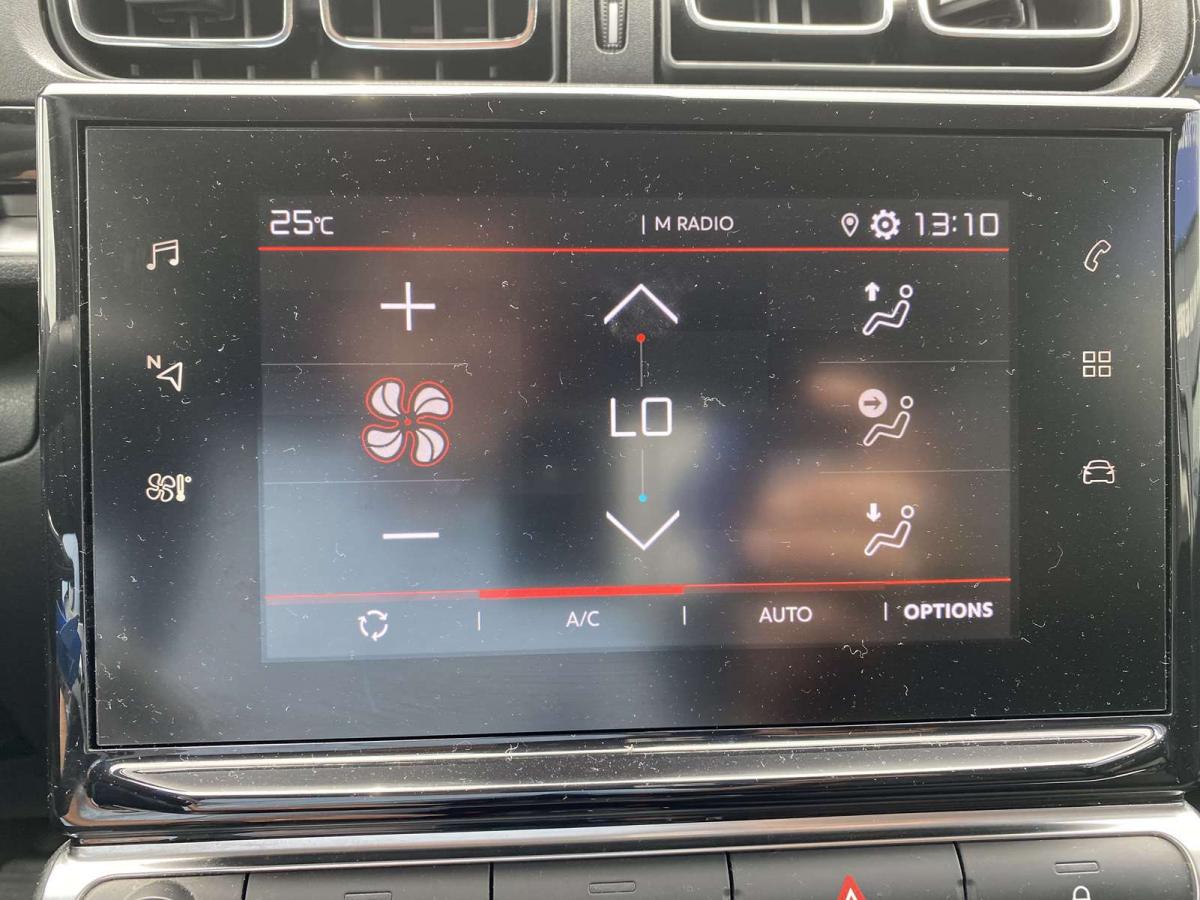 25°C
| M RADIO
13:10
N
LO
| A/C |
AUTO
| OPTIONS